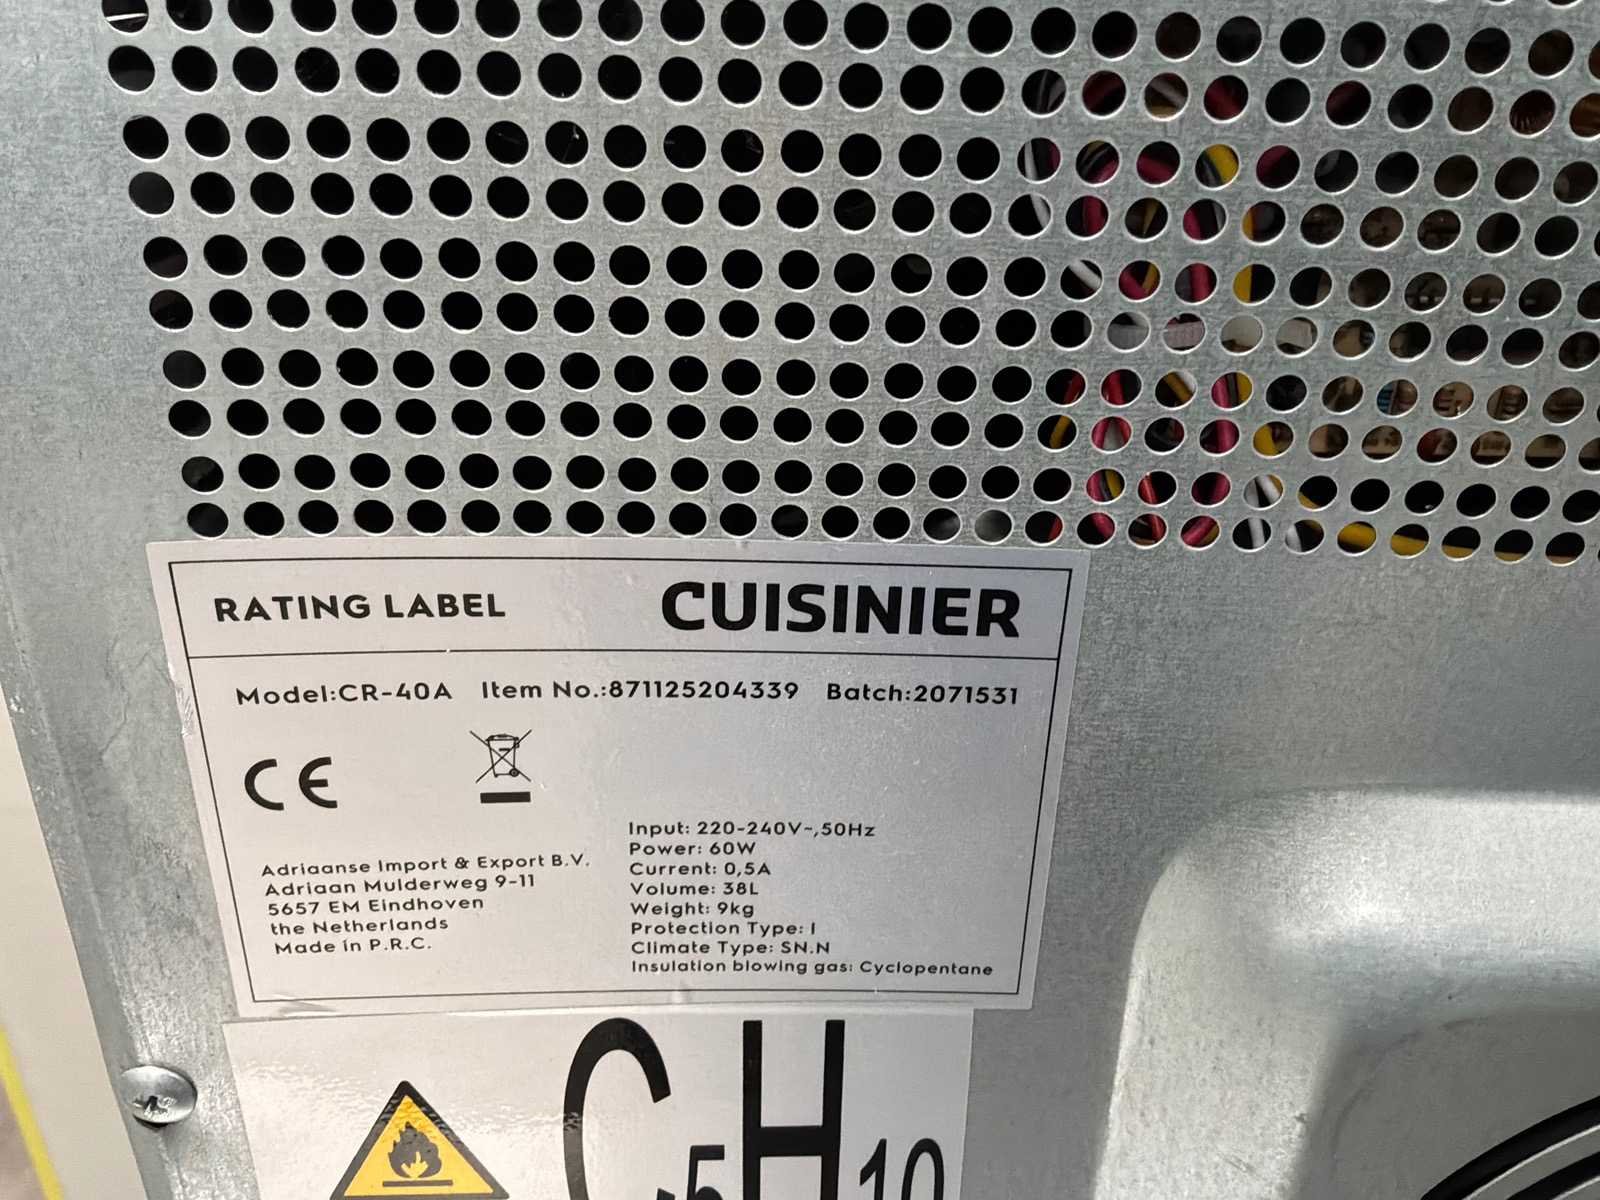 RATING LABEL CUISINIER
Model:CR-40A Item No.:871125204339 Batch:2071531
CE
Adriaanse Import & Export B.V.
Adriaan Mulderweg 9-11
5657 EM Eindhoven
the Netherlands
Made in P.R.C.
Input: 220-240V~,50Hz
Power: 60W
Current: 0,5A
Volume: 38L
Weight: 9kg
Protection Type: I
Climate Type: SN.N
Insulation blowing gas: Cyclopentane
C5H10